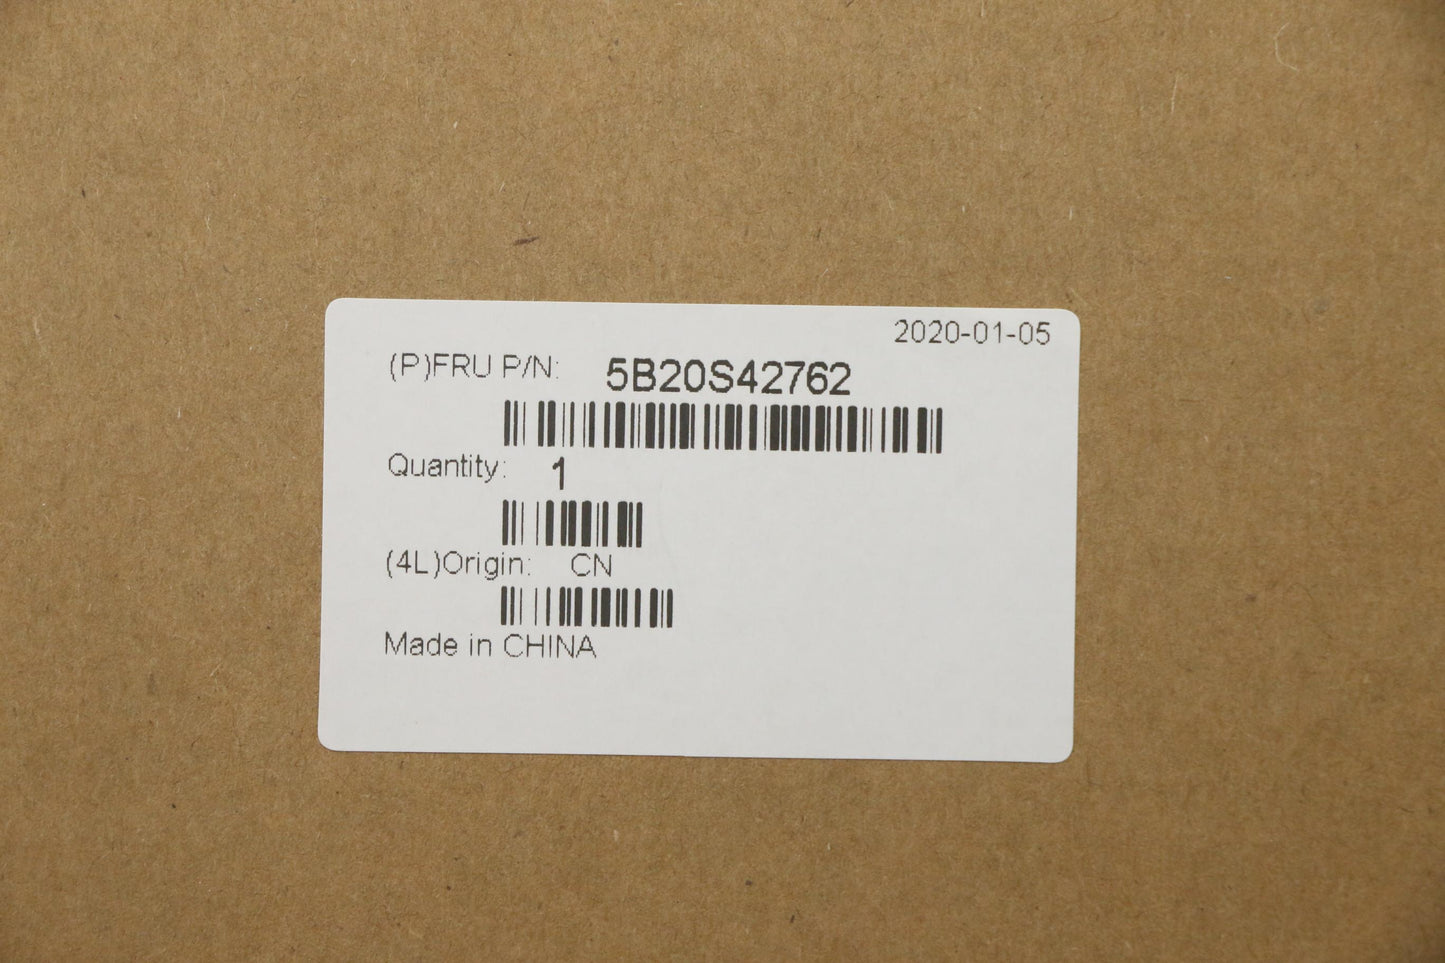 2020-01-05
(P)FRU P/N: 5B20S42762
Quantity: 1
(4L)Origin: CN
Made in CHINA